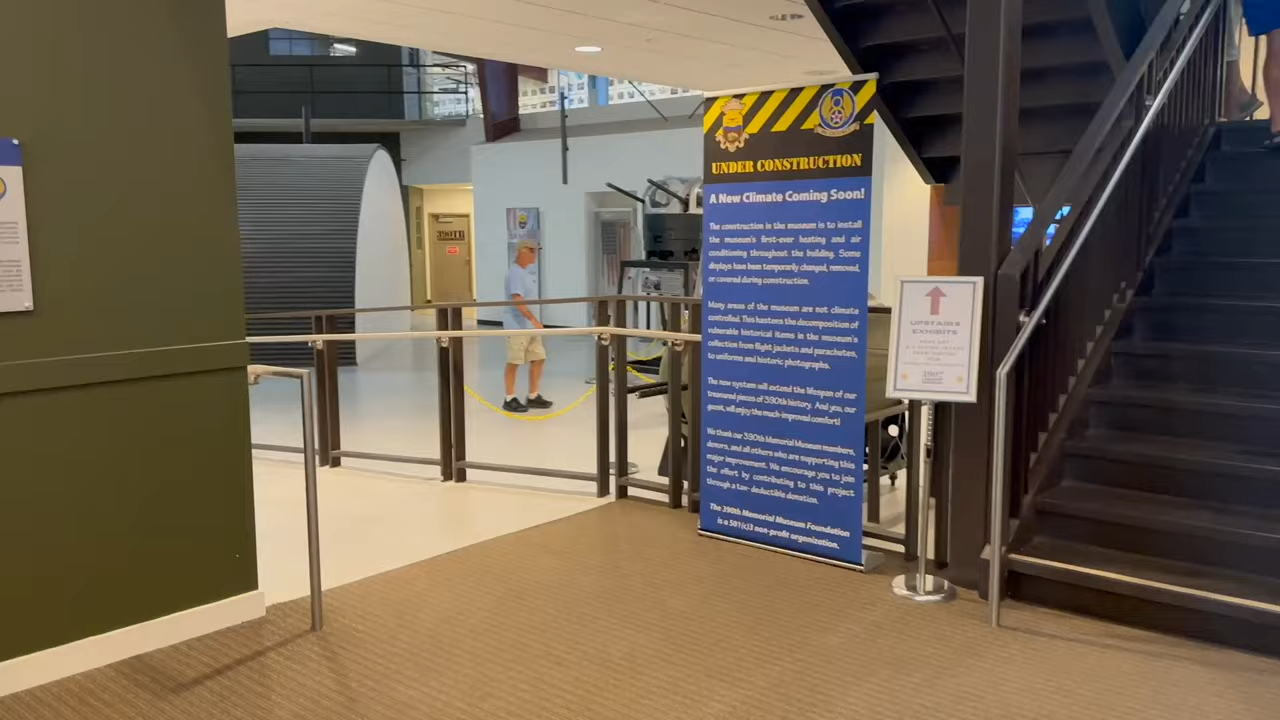 UNDER CONSTRUCTION
A New Climate Coming Soon!
The construction in the museum is to install
the museum's first-ever heating and air
conditioning throughout the building. Some
displays have been temporarily changed, removed,
or covered during construction.
Many areas of the museum are not climate
controlled. This hastens the decomposition of
vulnerable historical items in the museum's
collection from flight jackets and parachutes,
to uniforms and historic photographs.
The new system will extend the lifespan of our
treasured pieces of 390th history. And you, our
guest, will enjoy the much-improved comfort!
We thank our 390th Memorial Museum members,
donors, and all others who are supporting this
major improvement. We encourage you to join
the effort by contributing to this project
through a tax- deductible donation.
The 390th Memorial Museum Foundation
is a 501(c)3 non-profit organization.
UPSTAIRS
EXHIBITS
390TH